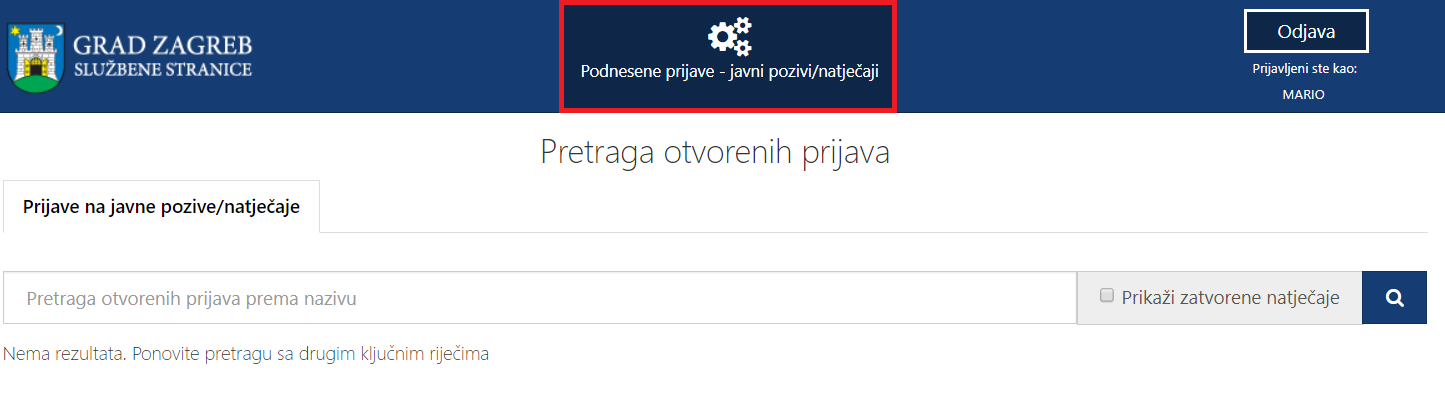 GRAD ZAGREB
SLUŽBENE STRANICE
Podnesene prijave - javni pozivi/natječaji
Odjava
Prijavljeni ste kao:
MARIO
Pretraga otvorenih prijava
Prijave na javne pozive/natječaje
Pretraga otvorenih prijava prema nazivu
Prikaži zatvorene natječaje
Nema rezultata. Ponovite pretragu sa drugim ključnim riječima